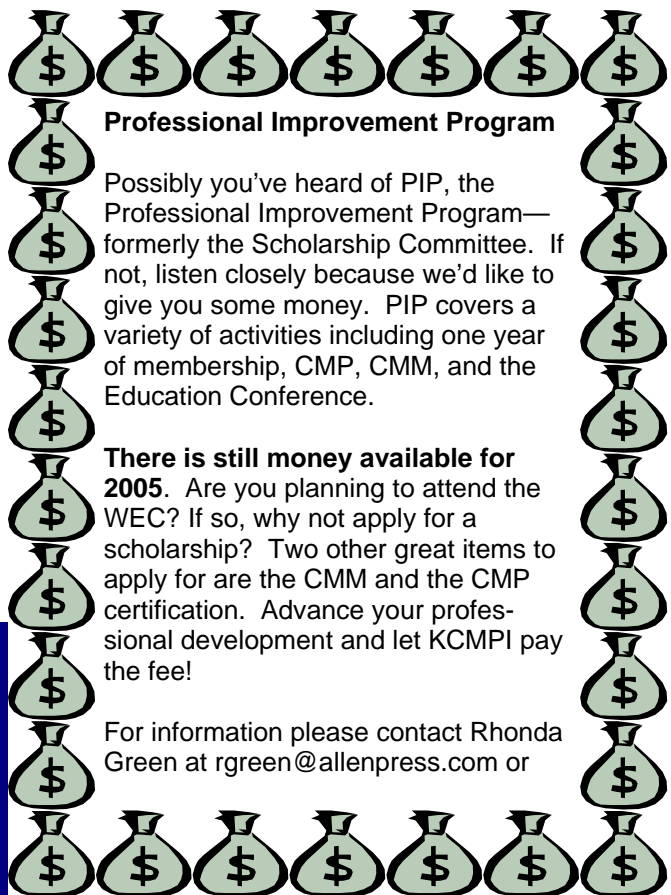 Professional Improvement Program
Possibly you've heard of PIP, the
Professional Improvement Program—
formerly the Scholarship Committee.  If
not, listen closely because we'd like to
give you some money.  PIP covers a
variety of activities including one year
of membership, CMP, CMM, and the
Education Conference.
There is still money available for
2005.  Are you planning to attend the
WEC? If so, why not apply for a
scholarship?  Two other great items to
apply for are the CMM and the CMP
certification.  Advance your profes-
sional development and let KCMPI pay
the fee!
For information please contact Rhonda
Green at rgreen@allenpress.com or